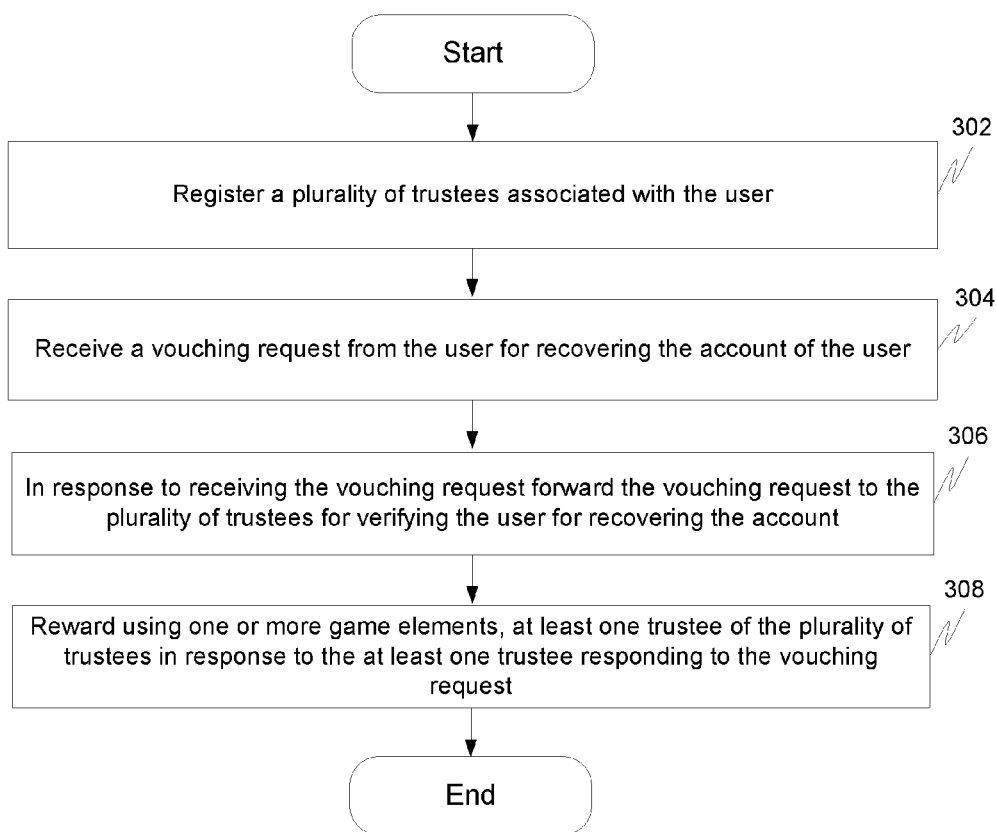 Start
302
Register a plurality of trustees associated with the user
304
Receive a vouching request from the user for recovering the account of the user
306
In response to receiving the vouching request forward the vouching request to the
plurality of trustees for verifying the user for recovering the account
308
Reward using one or more game elements, at least one trustee of the plurality of
trustees in response to the at least one trustee responding to the vouching
request
End